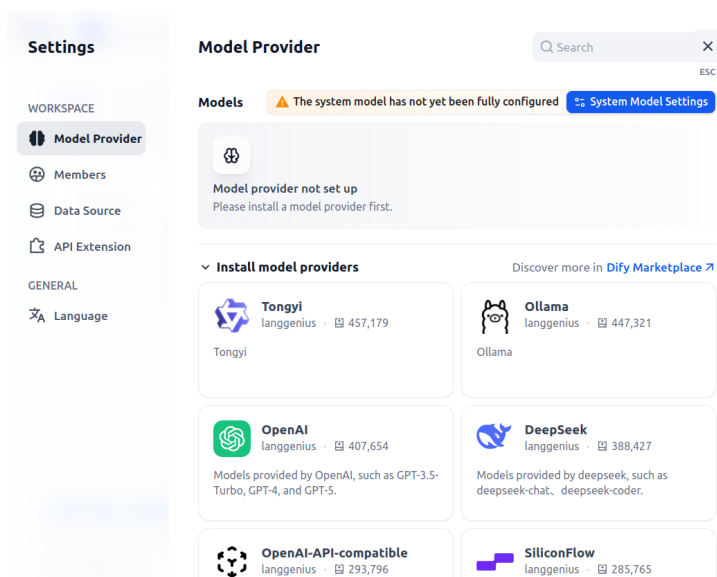 Settings
WORKSPACE
Model Provider
Members
Data Source
API Extension
GENERAL
Language
Model Provider
Search
ESC
Models
The system model has not yet been fully configured
System Model Settings
Model provider not set up
Please install a model provider first.
Install model providers
Discover more in Dify Marketplace
Tongyi
langgenius · 457,179
Tongyi
Ollama
langgenius · 447,321
Ollama
OpenAI
langgenius · 407,654
Models provided by OpenAI, such as GPT-3.5-
Turbo, GPT-4, and GPT-5.
DeepSeek
langgenius · 388,427
Models provided by deepseek, such as
deepseek-chat、deepseek-coder.
OpenAI-API-compatible
langgenius · 293,796
SiliconFlow
langgenius · 285,765